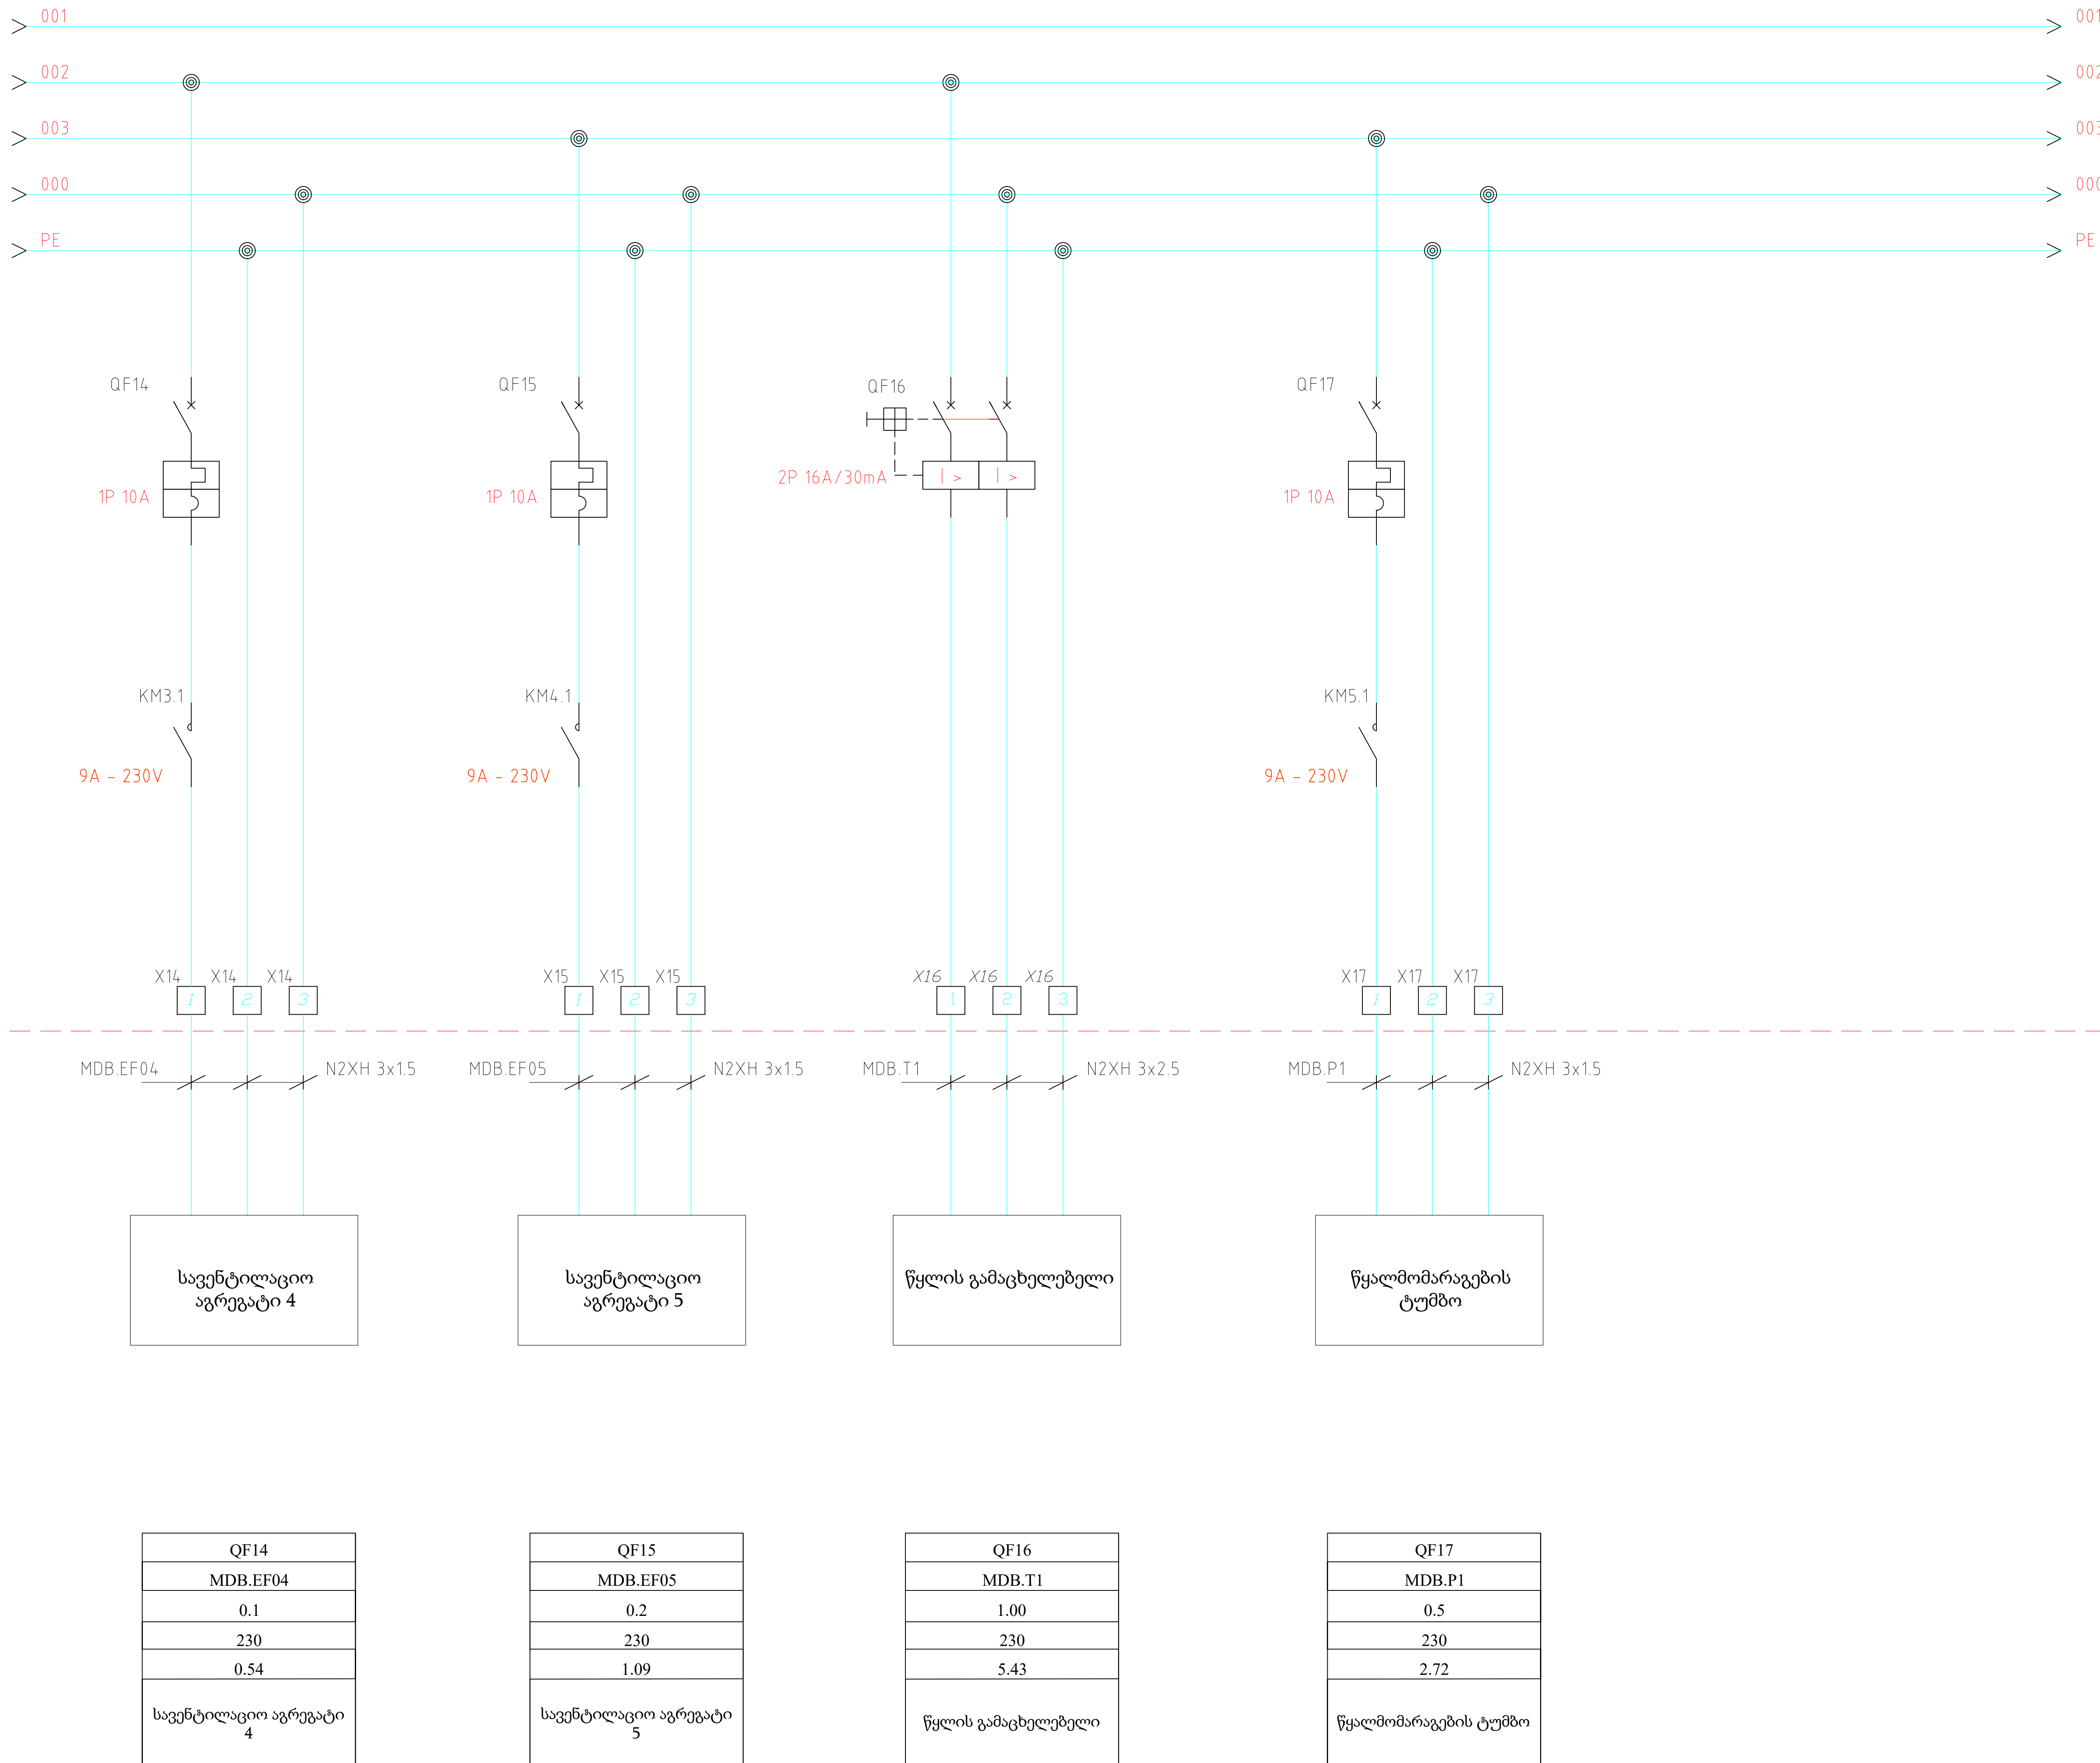 001 001
002 002
003 003
000 000
PE PE
QF14 QF15 QF16 QF17
1P 10A 1P 10A 2P 16A/30mA I > I > 1P 10A
KM3.1 KM4.1 KM5.1
9A - 230V 9A - 230V 9A - 230V
X14 X14 X14 X15 X15 X15 X16 X16 X16 X17 X17 X17
1 2 3 1 2 3 1 2 3 1 2 3
MDB.EF04 N2XH 3x1.5 MDB.EF05 N2XH 3x1.5 MDB.T1 N2XH 3x2.5 MDB.P1 N2XH 3x1.5
სავენტილაციო
აგრეგატი 4
სავენტილაციო
აგრეგატი 5
წყლის გამაცხელებელი
წყალმომარაგების
ტუმბო
QF14
MDB.EF04
0.1
230
0.54
სავენტილაციო აგრეგატი
4
QF15
MDB.EF05
0.2
230
1.09
სავენტილაციო აგრეგატი
5
QF16
MDB.T1
1.00
230
5.43
წყლის გამაცხელებელი
QF17
MDB.P1
0.5
230
2.72
წყალმომარაგების ტუმბო